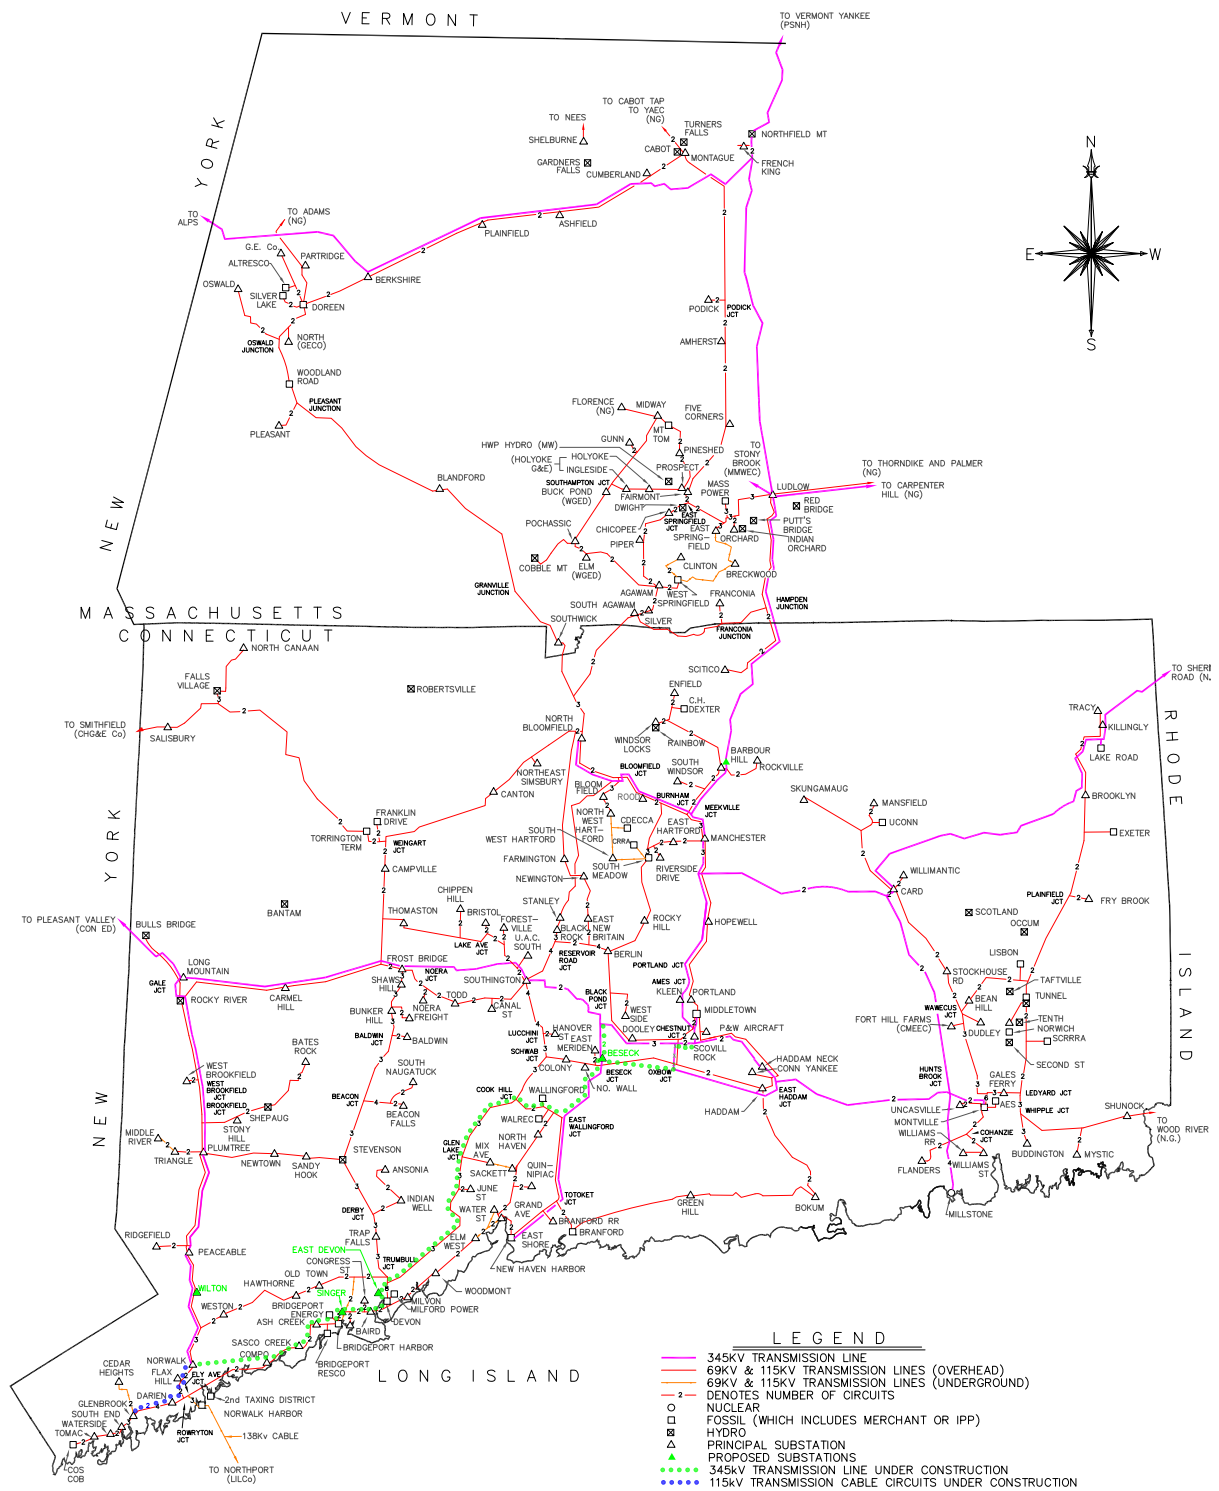 VERMONT
TO VERMONT YANKEE
(PSNH)
TO CABOT TAP
TO YAEC
(NG)
TO NEES
SHELBURNE
TURNERS
FALLS
CABOT
MONTAGUE
NORTHFIELD MT
FRENCH
KING
GARDNERS
FALLS
CUMBERLAND
N
E
W
S
YORK
TO
ALPS
TO ADAMS
(NG)
PLAINFIELD
ASHFIELD
G.E. Co.
PARTRIDGE
ALTRESCO
BERKSHIRE
OSWALD
SILVER
LAKE
DOREEN
PODICK
PODICK
JCT
OSWALD
JUNCTION
NORTH
(GECO)
AMHERST
WOODLAND
ROAD
PLEASANT
JUNCTION
PLEASANT
FLORENCE
(NG)
MIDWAY
FIVE
CORNERS
MT
TOM
GUNN
HWP HYDRO (MW)
(HOLYOKE
G&E)
HOLYOKE
INGLESIDE
PINESHED
PROSPECT
TO
STONY
BROOK
(MMWEC)
TO THORNDIKE AND PALMER
(NG)
TO CARPENTER
HILL (NG)
BLANDFORD
SOUTHAMPTON JCT
BUCK POND
(WGED)
FAIRMONT
MASS
POWER
LUDLOW
RED
BRIDGE
DWIGHT
EAST
SPRINGFIELD
JCT
PUTT'S
BRIDGE
INDIAN
ORCHARD
POCHASSIC
CHICOPEE
PIPER
EAST
SPRING-
FIELD
ORCHARD
NEW
COBBLE MT
ELM
(WGED)
CLINTON
BRECKWOOD
GRANVILLE
JUNCTION
AGAWAM
WEST
SPRINGFIELD
FRANCONIA
HAMPDEN
JUNCTION
SOUTH AGAWAM
SILVER
FRANCONIA
JUNCTION
SOUTHWICK
MASSACHUSETTS
CONNECTICUT
NORTH CANAAN
FALLS
VILLAGE
ROBERTSVILLE
SCITICO
ENFIELD
C.H.
DEXTER
TO SMITHFIELD
(CHG&E Co)
SALISBURY
NORTH
BLOOMFIELD
WINDSOR
LOCKS
RAINBOW
BARBOUR
HILL
ROCKVILLE
TRACY
KILLINGLY
LAKE ROAD
RHODE
NORTHEAST
SIMSBURY
BLOOMFIELD
JCT
SOUTH
WINDSOR
BLOOM
FIELD
ROOD
BURNHAM
JCT
MEEKVILLE
JCT
CANTON
SKUNGAMAUG
MANSFIELD
UCONN
BROOKLYN
EXETER
FRANKLIN
DRIVE
TORRINGTON
TERM
WEINGART
JCT
NORTH
WEST
HART-
FORD
CDECCA
CRRA
EAST
HARTFORD
MANCHESTER
SOUTH
WEST HARTFORD
FARMINGTON
SOUTH
MEADOW
RIVERSIDE
DRIVE
YORK
CAMPVILLE
NEWINGTON
WILLIMANTIC
CARD
PLAINFIELD
JCT
FRY BROOK
BANTAM
CHIPPEN
HILL
STANLEY
THOMASTON
BRISTOL
FOREST-
VILLE
BLACK
ROCK
EAST
NEW
BRITAIN
ROCKY
HILL
HOPEWELL
SCOTLAND
OCCUM
TO PLEASANT VALLEY
(CON ED)
BULLS BRIDGE
LAKE AVE
JCT
U.A.C.
SOUTH
RESERVOIR
ROAD
JCT
BERLIN
LISBON
FROST BRIDGE
NOERA
JCT
SOUTHINGTON
PORTLAND JCT
AMES JCT
STOCKHOUSE
RD
TAFTVILLE
ISLAND
LONG
MOUNTAIN
GALE
JCT
ROCKY RIVER
CARMEL
HILL
SHAWS
HILL
NOERA
FREIGHT
TODD
CANAL
ST
BLACK
POND
JCT
WEST
SIDE
KLEEN
PORTLAND
MIDDLETOWN
WAWECUS
JCT
BEAN
HILL
TUNNEL
BUNKER
HILL
BALDWIN
JCT
BALDWIN
LUCCHINI
JCT
HANOVER
ST
DOOLEY
CHESTNUT
JCT
P&W AIRCRAFT
FORT HILL FARMS
(CMEEC)
DUDLEY
TENTH
NORWICH
SCRRRA
BATES
ROCK
SCHWAB
JCT
EAST
MERIDEN
BESECK
SCOVILL
ROCK
SECOND ST
WEST
BROOKFIELD
WEST
BROOKFIELD
JCT
BROOKFIELD
JCT
SOUTH
NAUGATUCK
COLONY
NO. WALL
BESECK
JCT
OXBOW
JCT
HADDAM NECK
CONN YANKEE
HUNTS
BROOK
JCT
GALES
FERRY
NEW
SHEPAUG
BEACON
JCT
BEACON
FALLS
COOK HILL
WALLINGFORD
HADDAM
EAST
HADDAM
JCT
UNCASVILLE
AES
LEDYARD JCT
SHUNOCK
MIDDLE
RIVER
STONY
HILL
WALREC
EAST
WALLINGFORD
JCT
MONTVILLE
WHIPPLE JCT
TO
WOOD RIVER
(N.G.)
TRIANGLE
PLUMTREE
NEWTOWN
SANDY
HOOK
STEVENSON
GLEN
LAKE
JCT
MIX
AVE
NORTH
HAVEN
WILLIAMS
RR
COHANZIE
JCT
BUDDINGTON
MYSTIC
ANSONIA
SACKETT
QUIN-
NIPIAC
FLANDERS
WILLIAMS
ST
INDIAN
WELL
JUNE
ST
DERBY
JCT
WATER
ST
GRAND
AVE
TOTOKET
JCT
GREEN
HILL
BOKUM
MILLSTONE
RIDGEFIELD
PEACEABLE
TRAP
FALLS
ELM
WEST
EAST
SHORE
BRANFORD RR
BRANFORD
EAST DEVON
CONGRESS
ST
TRUMBULL
JCT
NEW HAVEN HARBOR
WILTON
HAWTHORNE
OLD TOWN
SINGER
WOODMONT
WESTON
BRIDGEPORT
ENERGY
MILVON
MILFORD POWER
ASH CREEK
BAIRD
DEVON
SASCO CREEK
BRIDGEPORT HARBOR
BRIDGEPORT
RESCO
COMPO
NORWALK
CEDAR
HEIGHTS
FLAX
HILL
ELY AVE
JCT
LONG ISLAND
DARIEN
2nd TAXING DISTRICT
NORWALK HARBOR
GLENBROOK
SOUTH END
WATERSIDE
TOMAC
ROWRYTON
JCT
138Kv CABLE
COS
COB
TO NORTHPORT
(LILCo)
LEGEND
345KV TRANSMISSION LINE
69KV & 115KV TRANSMISSION LINES (OVERHEAD)
69KV & 115KV TRANSMISSION LINES (UNDERGROUND)
2 DENOTES NUMBER OF CIRCUITS
NUCLEAR
FOSSIL (WHICH INCLUDES MERCHANT OR IPP)
HYDRO
PRINCIPAL SUBSTATION
PROPOSED SUBSTATIONS
345kV TRANSMISSION LINE UNDER CONSTRUCTION
115kV TRANSMISSION CABLE CIRCUITS UNDER CONSTRUCTION